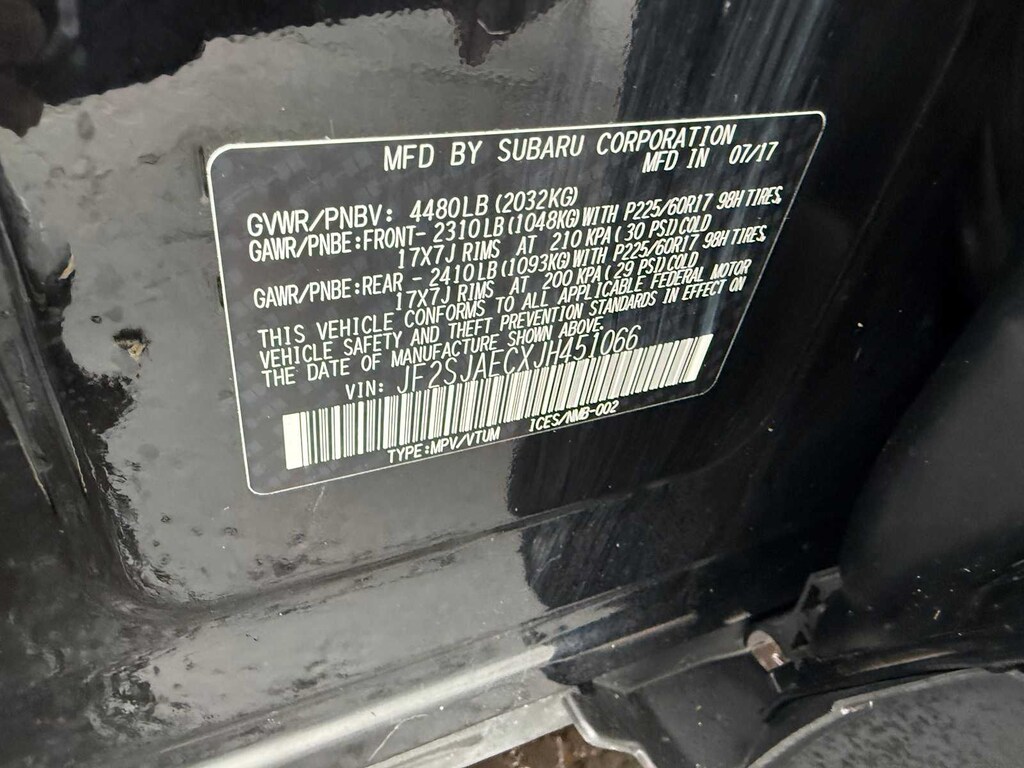 MFD BY SUBARU CORPORATION
MFD IN 07/17
GVWR/PNBV: 4480LB(2032KG)
GAWR/PNBE:FRONT- 2310LB(1048KG)WITH P225/60R17 98H TIRES,
17X7J RIMS AT 210 KPA(30 PSI)COLD
GAWR/PNBE:REAR - 2410LB(1093KG)WITH P225/60R17 98H TIRES,
17X7J RIMS AT 200 KPA(29 PSI)COLD
THIS VEHICLE CONFORMS TO ALL APPLICABLE FEDERAL MOTOR
VEHICLE SAFETY AND THEFT PREVENTION STANDARDS IN EFFECT ON
THE DATE OF MANUFACTURE SHOWN ABOVE.
VIN: JF2SJAECXJH451066
TYPE:MPV/VTUM ICES/NMB-002